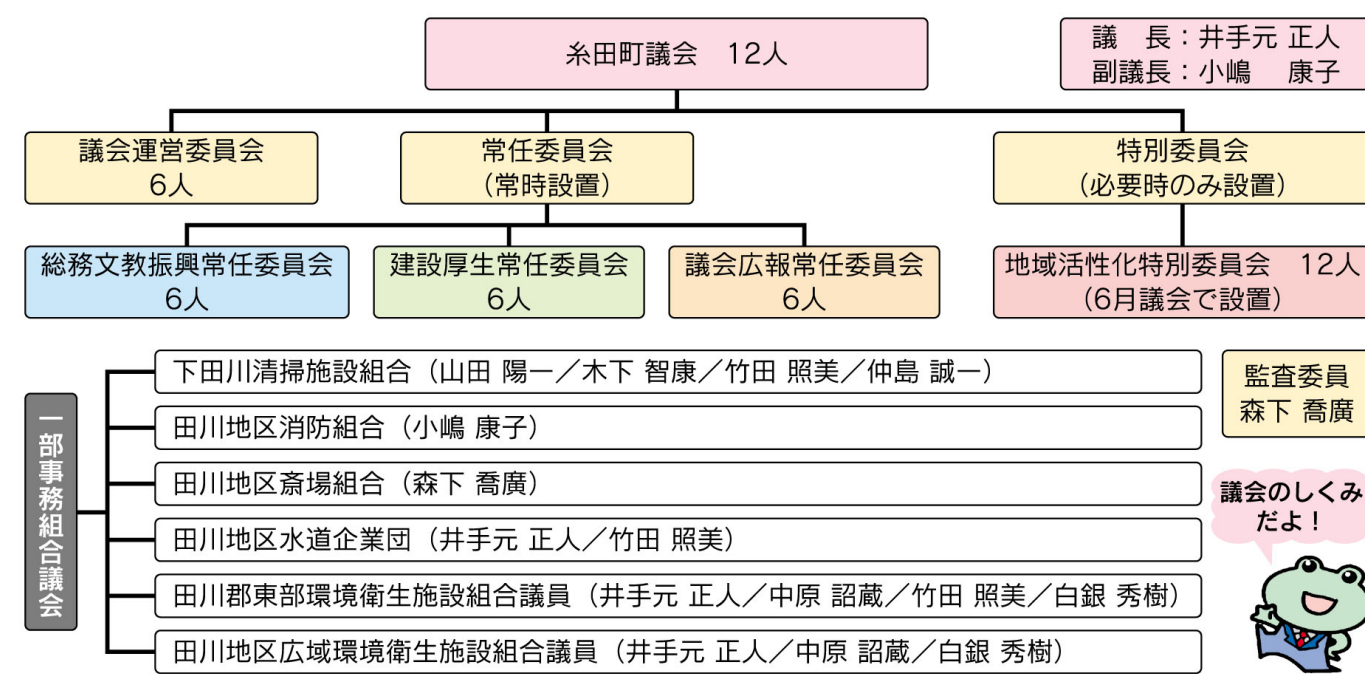 糸田町議会　12人
議　長：井手元 正人
副議長：小嶋　 康子
議会運営委員会
6人
常任委員会
（常時設置）
特別委員会
（必要時のみ設置）
総務文教振興常任委員会
6人
建設厚生常任委員会
6人
議会広報常任委員会
6人
地域活性化特別委員会　12人
（6月議会で設置）
一部事務組合議会
下田川清掃施設組合（山田 陽一／木下 智康／竹田 照美／仲島 誠一）
田川地区消防組合（小嶋 康子）
田川地区斎場組合（森下 喬廣）
田川地区水道企業団（井手元 正人／竹田 照美）
田川郡東部環境衛生施設組合議員（井手元 正人／中原 詔蔵／竹田 照美／白銀 秀樹）
田川地区広域環境衛生施設組合議員（井手元 正人／中原 詔蔵／白銀 秀樹）
監査委員
森下 喬廣
議会のしくみ
だよ！